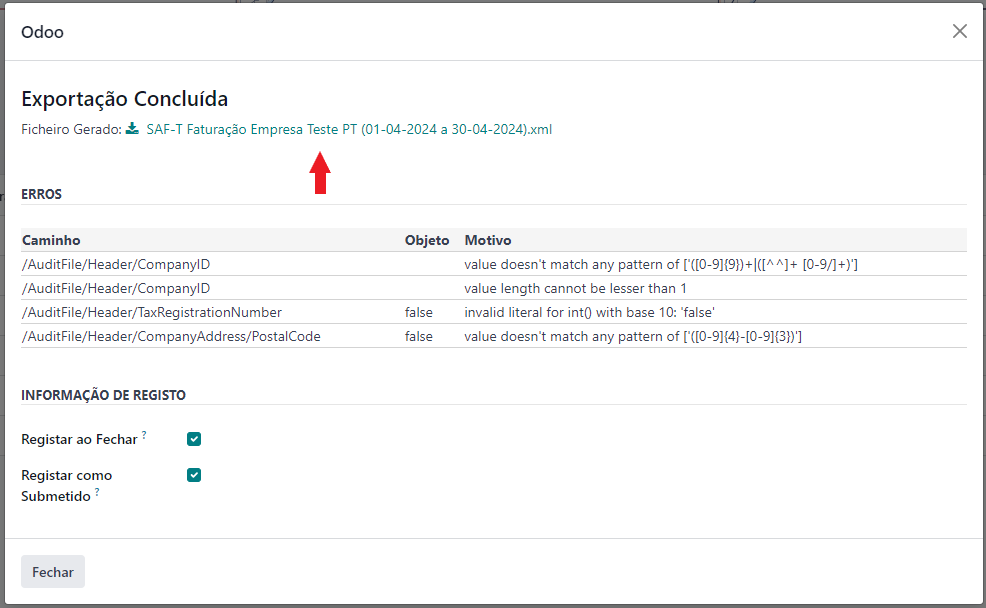 Odoo
Exportação Concluída
Ficheiro Gerado: SAF-T Faturação Empresa Teste PT (01-04-2024 a 30-04-2024).xml
ERROS
Caminho Objeto Motivo
/AuditFile/Header/CompanyID value doesn't match any pattern of ['([0-9]{9})+|([^^]+ [0-9/]+)']
/AuditFile/Header/CompanyID value length cannot be lesser than 1
/AuditFile/Header/TaxRegistrationNumber false invalid literal for int() with base 10: 'false'
/AuditFile/Header/CompanyAddress/PostalCode false value doesn't match any pattern of ['([0-9]{4}-[0-9]{3})']
INFORMAÇÃO DE REGISTO
Registar ao Fechar ?
Registar como
Submetido ?
Fechar